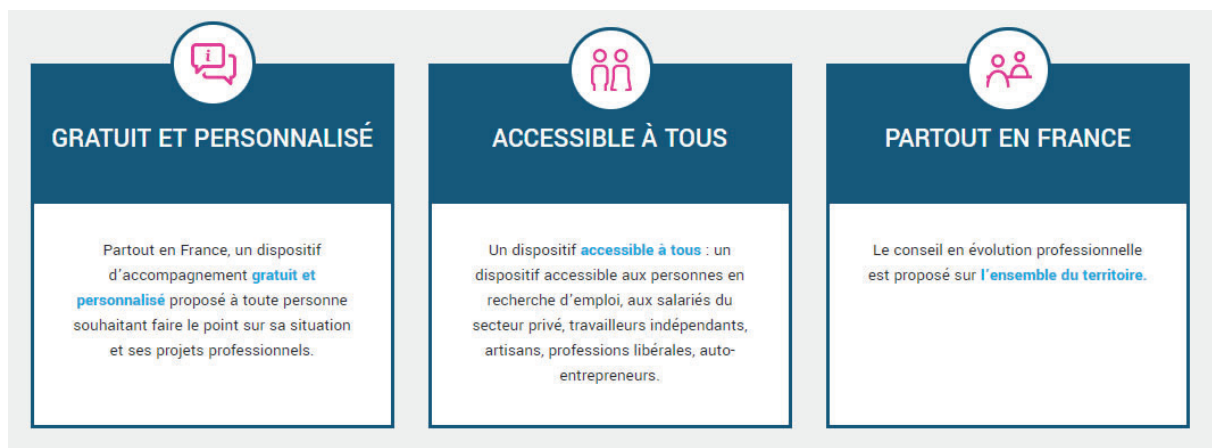 i
GRATUIT ET PERSONNALISÉ
Partout en France, un dispositif
d'accompagnement gratuit et
personnalisé proposé à toute personne
souhaitant faire le point sur sa situation
et ses projets professionnels.
ACCESSIBLE À TOUS
Un dispositif accessible à tous : un
dispositif accessible aux personnes en
recherche d'emploi, aux salariés du
secteur privé, travailleurs indépendants,
artisans, professions libérales, auto-
entrepreneurs.
PARTOUT EN FRANCE
Le conseil en évolution professionnelle
est proposé sur l'ensemble du territoire.